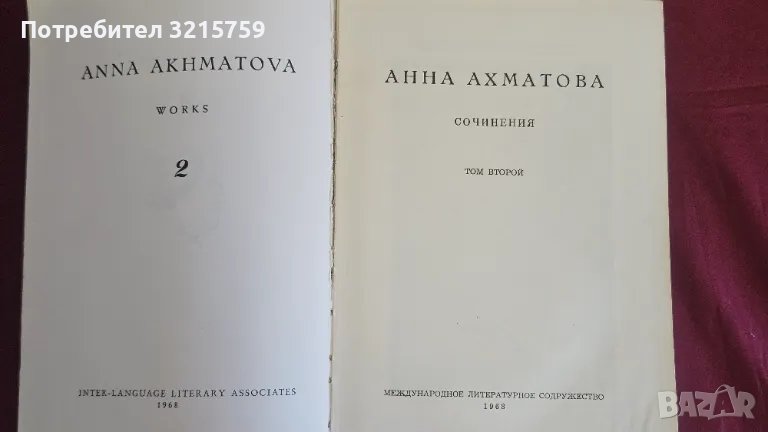 Потребител 3215759
ANNA AKHMATOVA
WORKS
2
INTER-LANGUAGE LITERARY ASSOCIATES
1968
АННА АХМАТОВА
СОЧИНЕНИЯ
ТОМ ВТОРОЙ
МЕЖДУНАРОДНОЕ ЛИТЕРАТУРНОЕ СОДРУЖЕСТВО
1968
BAZAR